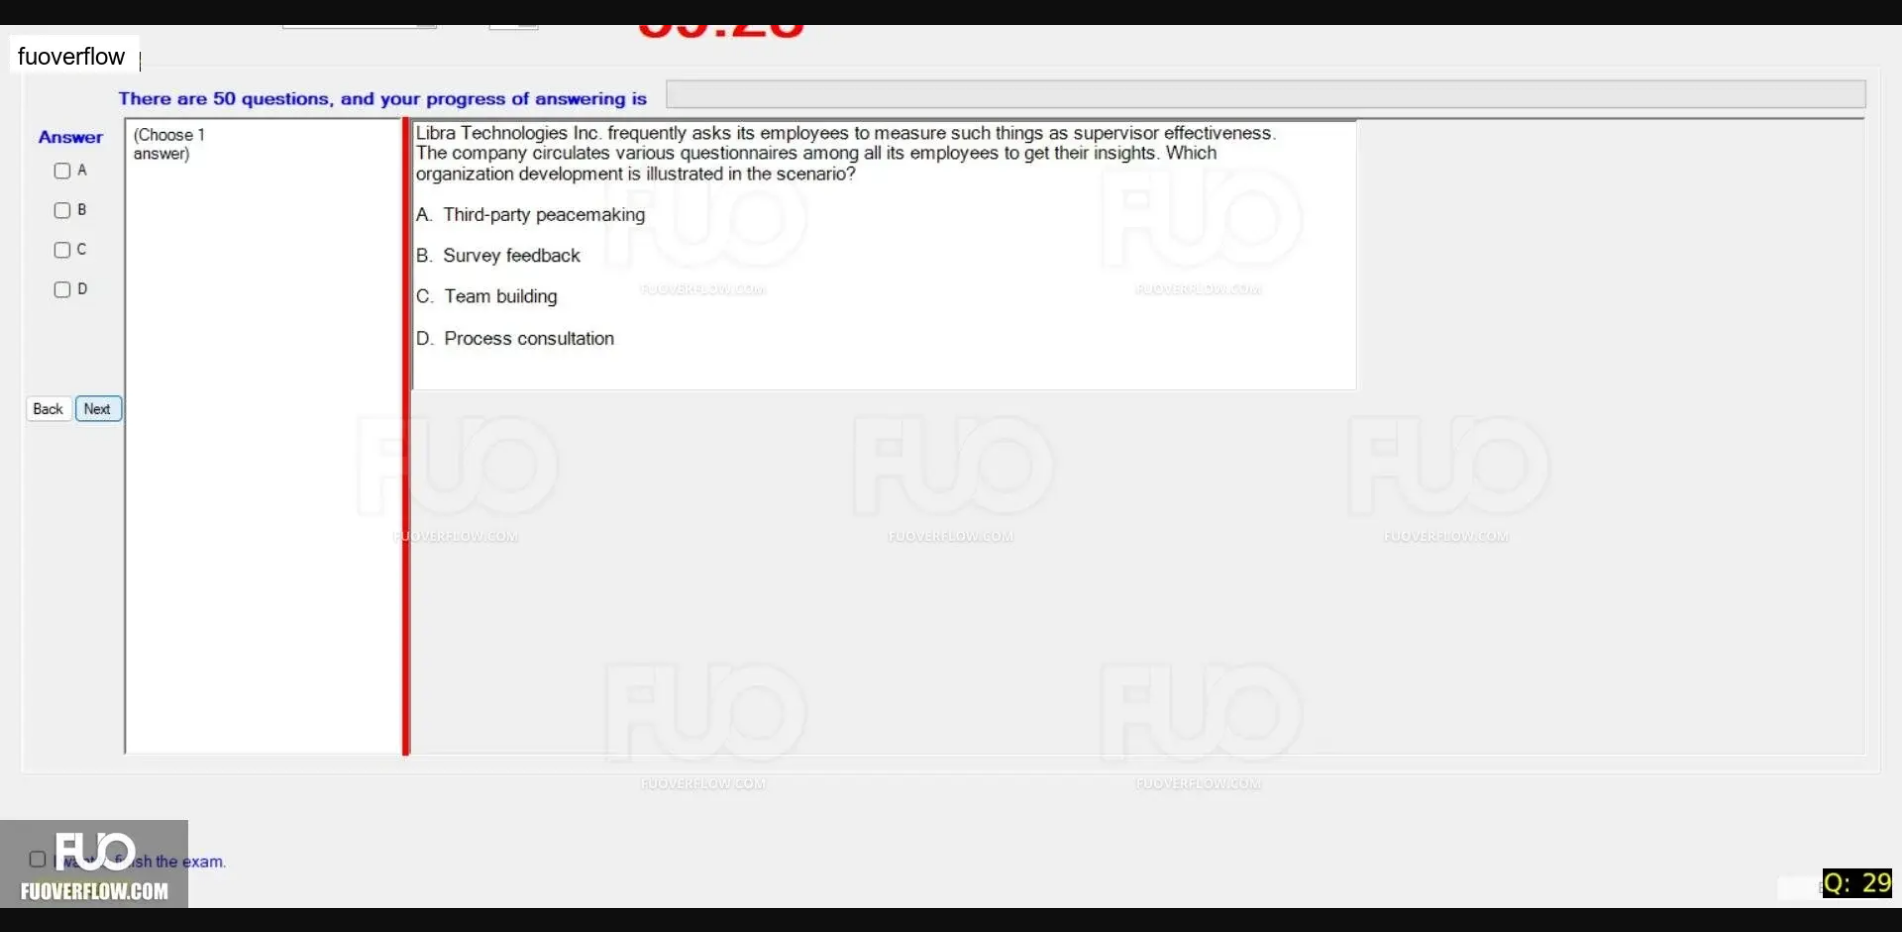 fuoverflow
There are 50 questions, and your progress of answering is
Answer
(Choose 1
answer)
A
B
C
D
Back
Next
Libra Technologies Inc. frequently asks its employees to measure such things as supervisor effectiveness.
The company circulates various questionnaires among all its employees to get their insights. Which
organization development is illustrated in the scenario?
A. Third-party peacemaking
B. Survey feedback
C. Team building
D. Process consultation
FUO
FUOVERFLOW.COM
FUO
FUOVERFLOW.COM
FUO
FUOVERFLOW.COM
FUO
FUOVERFLOW.COM
FUO
FUOVERFLOW.COM
FUO
FUOVERFLOW.COM
FUO
FUOVERFLOW.COM
FUO
FUOVERFLOW.COM
the exam.
Q: 29